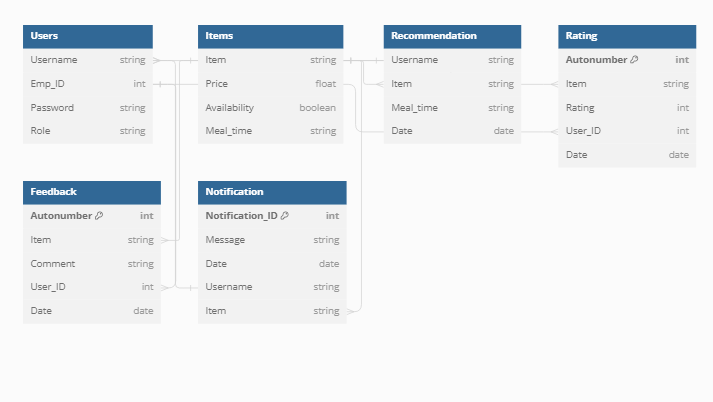 Users
Username string
Emp_ID int
Password string
Role string
Items
Item string
Price float
Availability boolean
Meal_time string
Recommendation
Username string
Item string
Meal_time string
Date date
Rating
Autonumber int
Item string
Rating int
User_ID int
Date date
Feedback
Autonumber int
Item string
Comment string
User_ID int
Date date
Notification
Notification_ID int
Message string
Date date
Username string
Item string